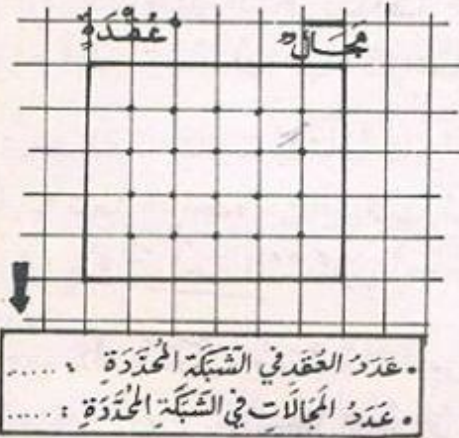 عُقْدَةٌ مَجَالٌ
• عَدَدُ العُقَدِ في الشَّبَكَةِ المُحَدَّدَةِ : .....
• عَدَدُ المَجَالَاتِ في الشَّبَكَةِ المُحَدَّدَةِ : .....